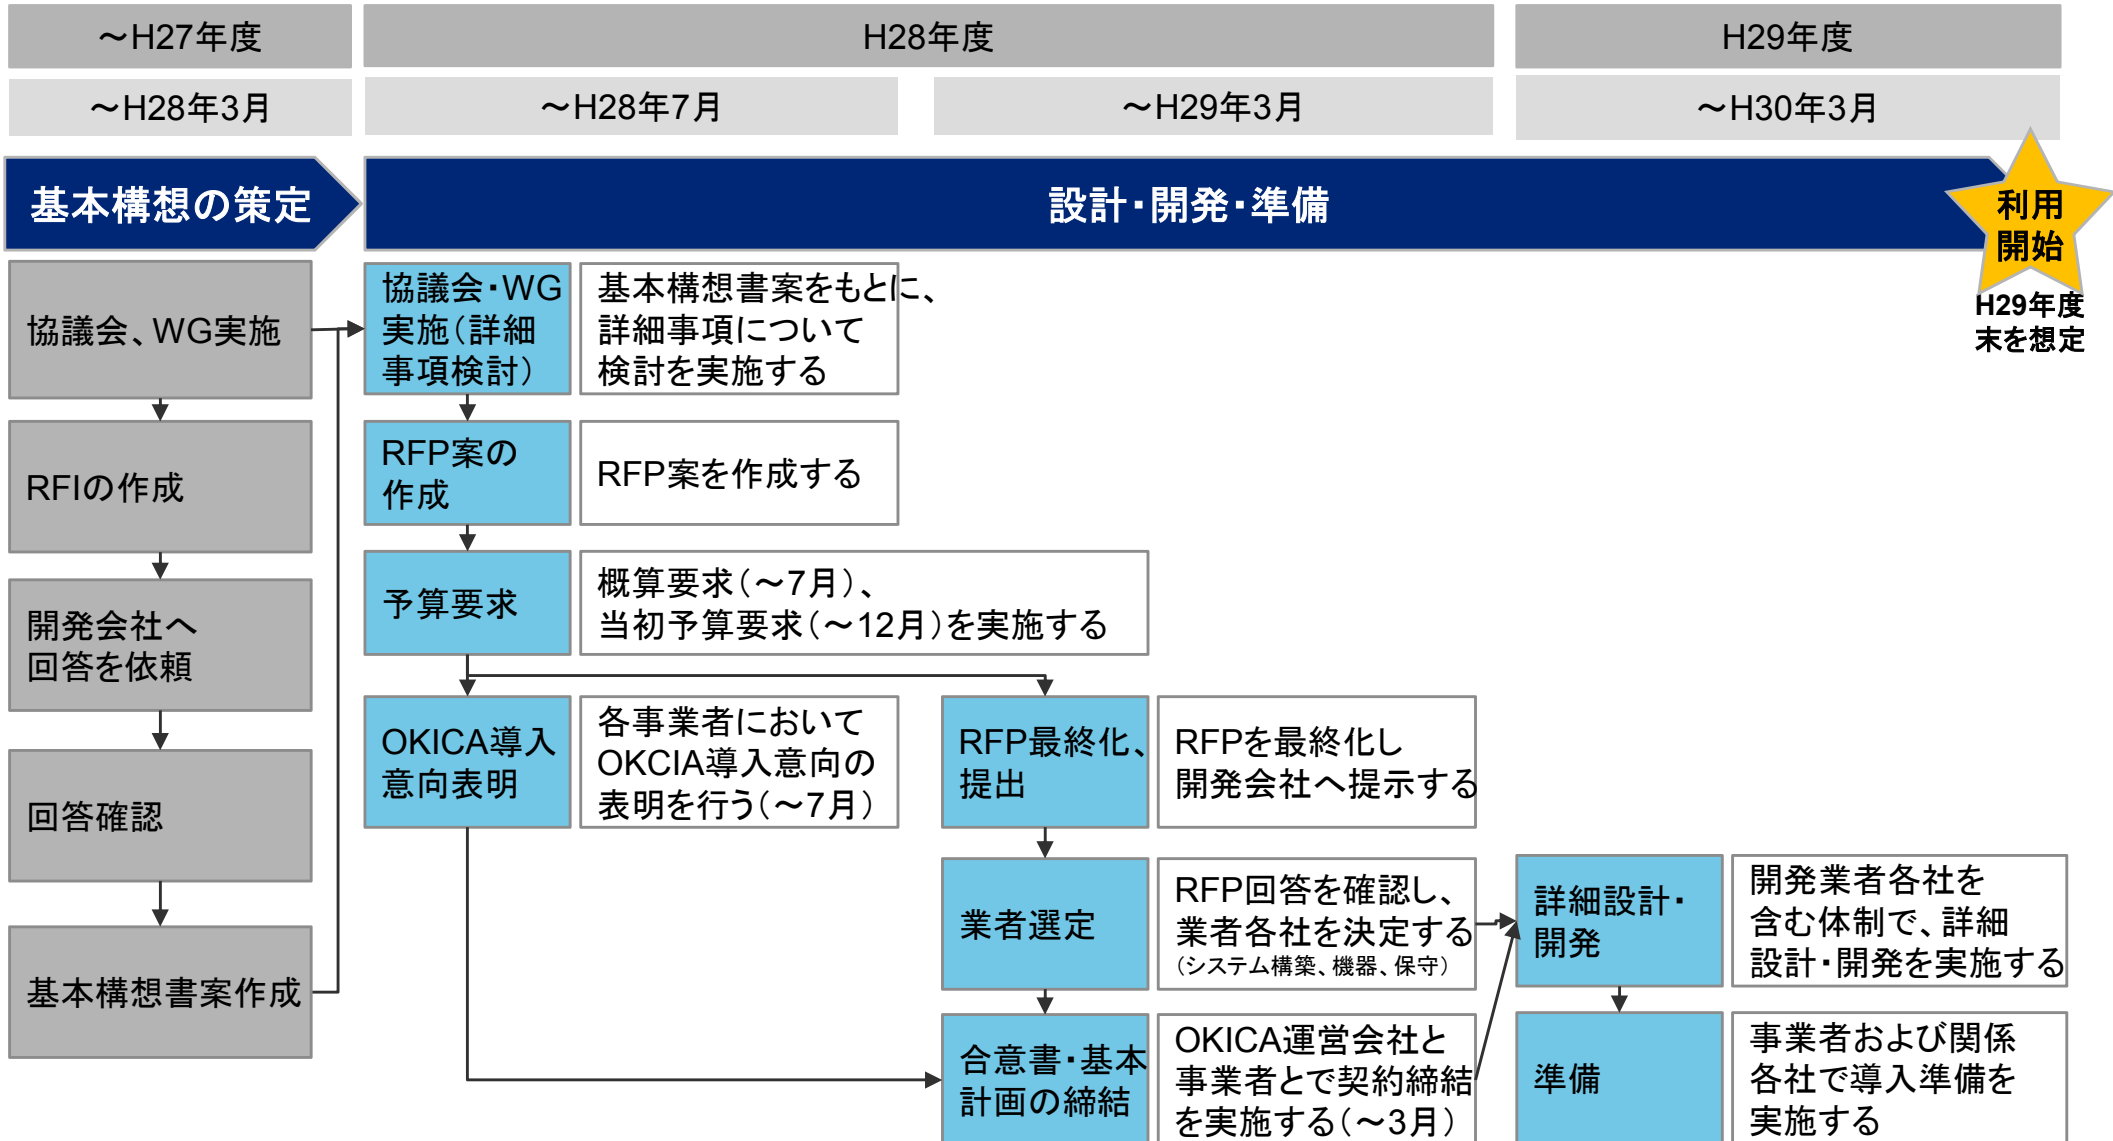 ～H27年度
H28年度
H29年度
～H28年3月
～H28年7月
～H29年3月
～H30年3月
基本構想の策定
設計・開発・準備
利用
開始
H29年度
末を想定
協議会、WG実施
RFIの作成
開発会社へ
回答を依頼
回答確認
基本構想書案作成
協議会・WG
実施（詳細
事項検討）
基本構想書案をもとに、
詳細事項について
検討を実施する
RFP案の
作成
RFP案を作成する
予算要求
概算要求（～7月）、
当初予算要求（～12月）を実施する
OKICA導入
意向表明
各事業者において
OKCIA導入意向の
表明を行う（～7月）
RFP最終化、
提出
RFPを最終化し
開発会社へ提示する
業者選定
RFP回答を確認し、
業者各社を決定する
（システム構築、機器、保守）
合意書・基本
計画の締結
OKICA運営会社と
事業者とで契約締結
を実施する（～3月）
詳細設計・
開発
開発業者各社を
含む体制で、詳細
設計・開発を実施する
準備
事業者および関係
各社で導入準備を
実施する